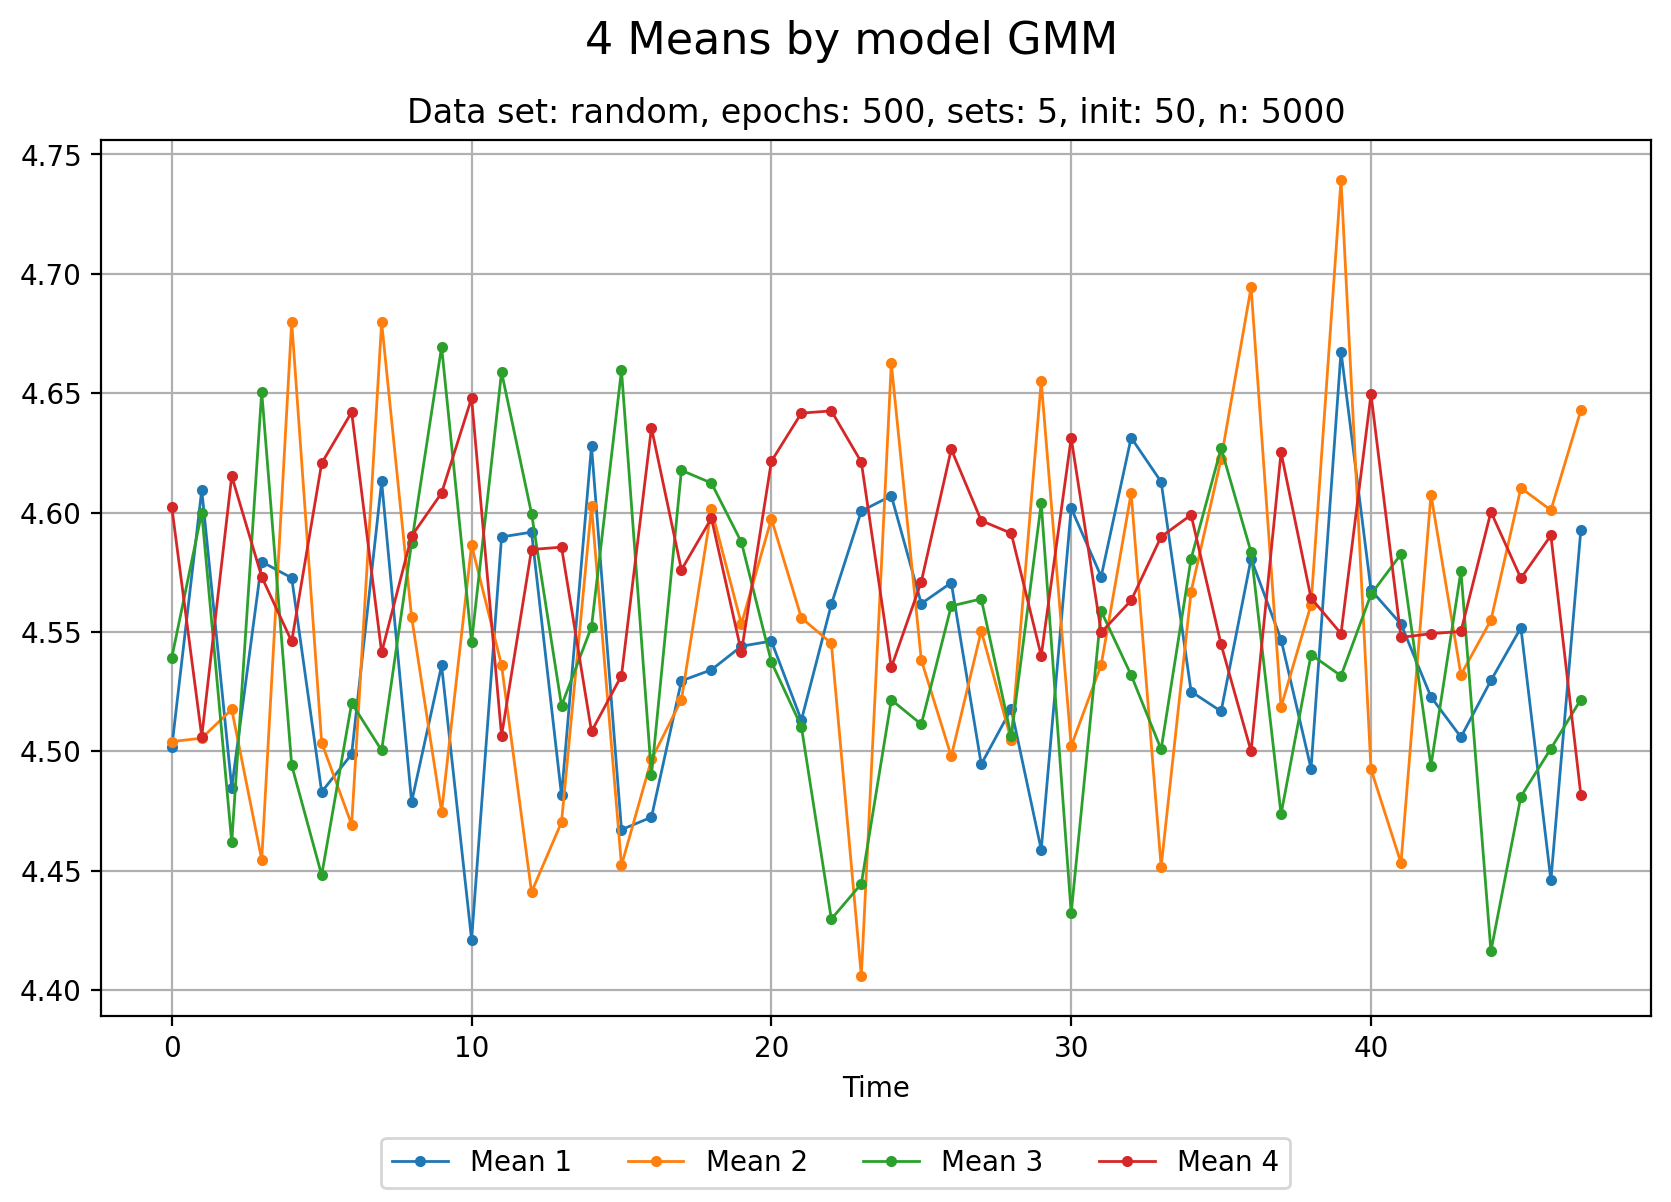 4 Means by model GMM
Data set: random, epochs: 500, sets: 5, init: 50, n: 5000
4.75
4.70
4.65
4.60
4.55
4.50
4.45
4.40
0 10 20 30 40
Time
Mean 1 Mean 2 Mean 3 Mean 4